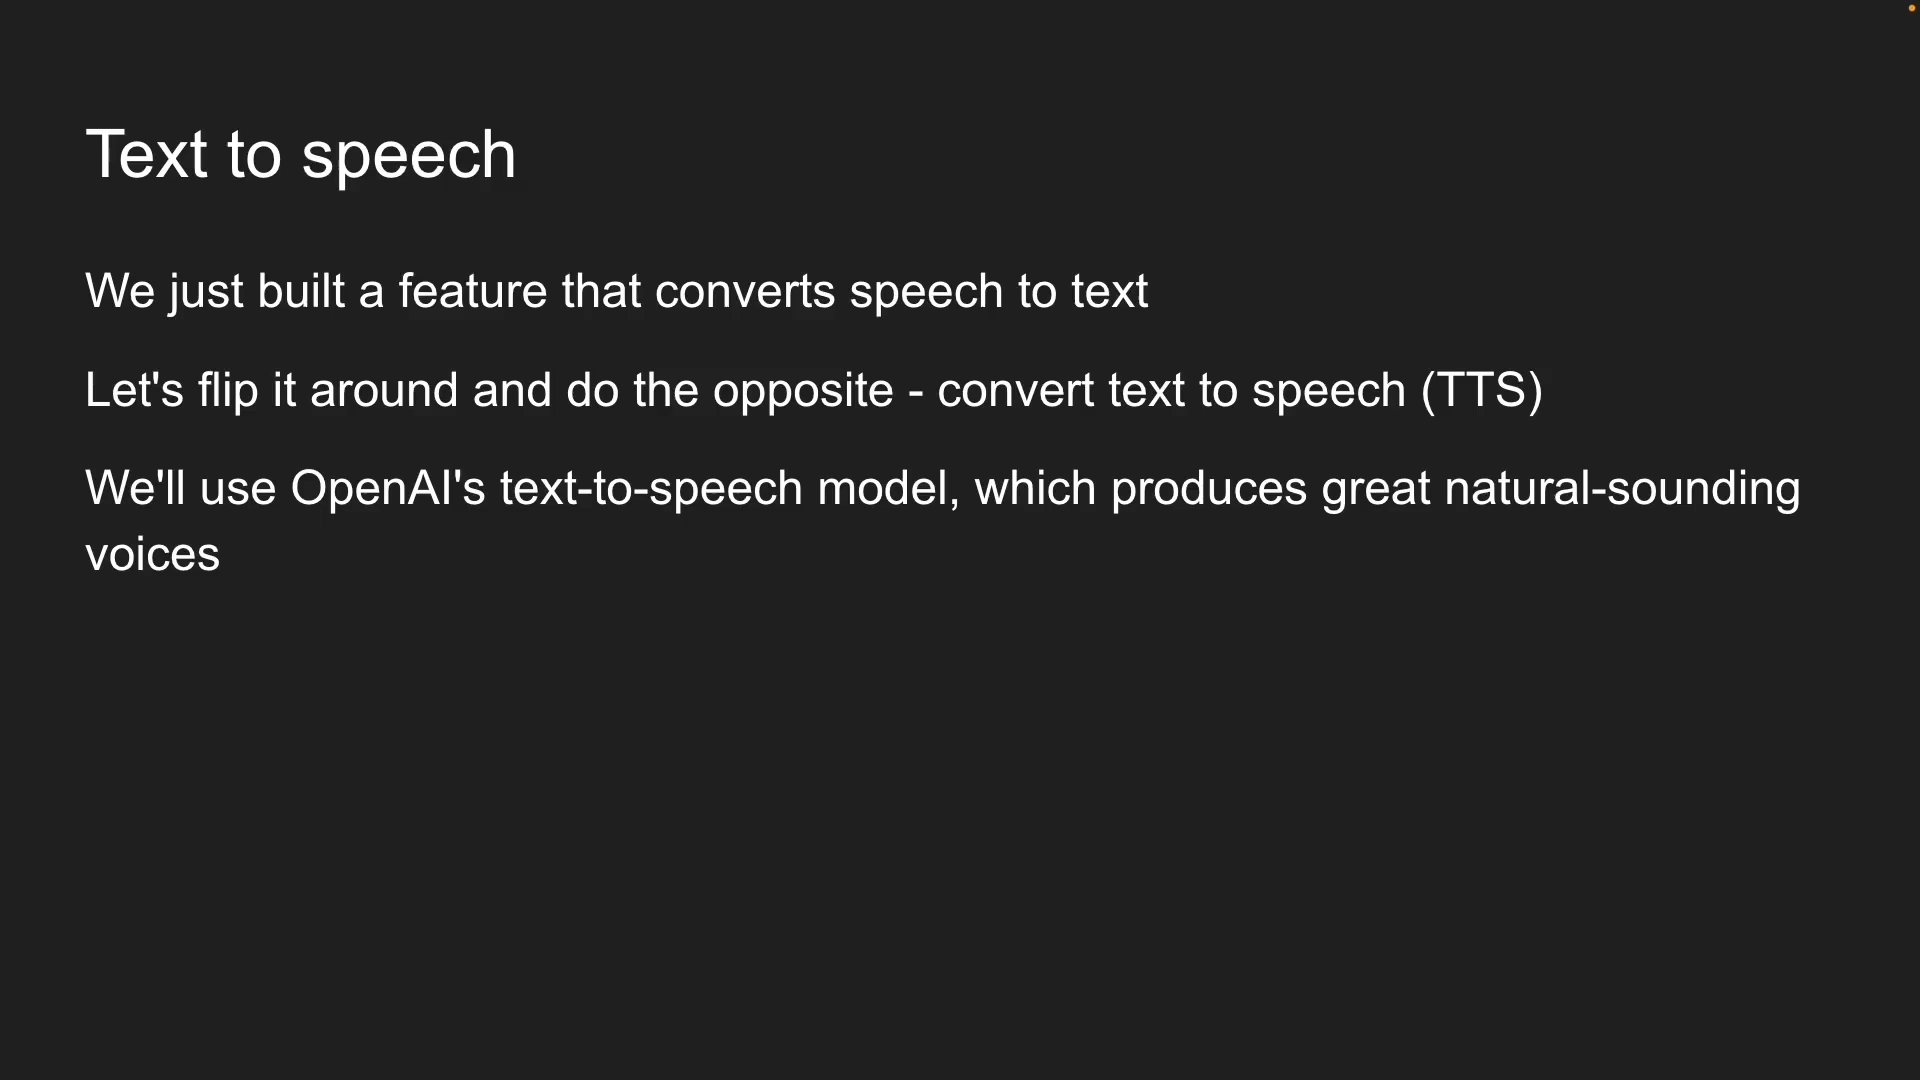 Text to speech
We just built a feature that converts speech to text
Let's flip it around and do the opposite - convert text to speech (TTS)
We'll use OpenAI's text-to-speech model, which produces great natural-sounding
voices